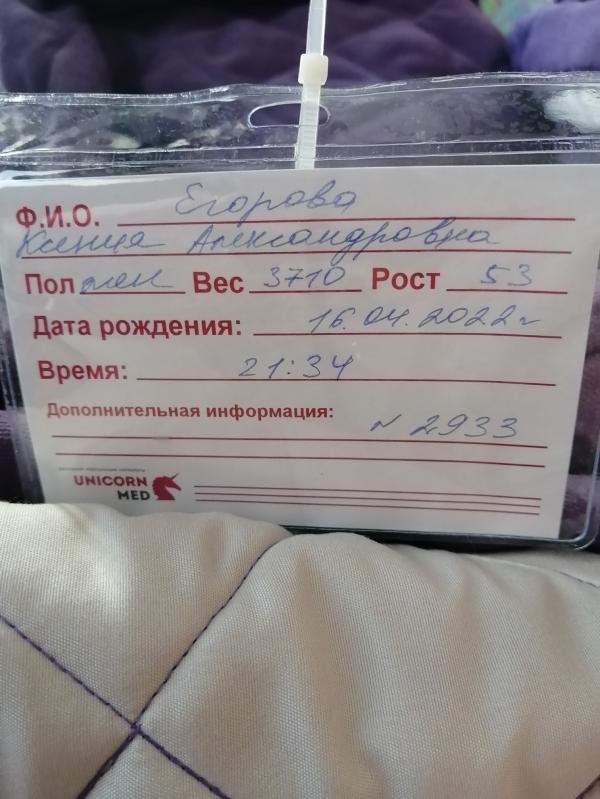 Ф.И.О. Егорова
Ксения Александровна
Пол жен Вес 3710 Рост 53
Дата рождения: 16.04.2022г
Время: 21:34
Дополнительная информация:
N 2933
UNICORN
MED